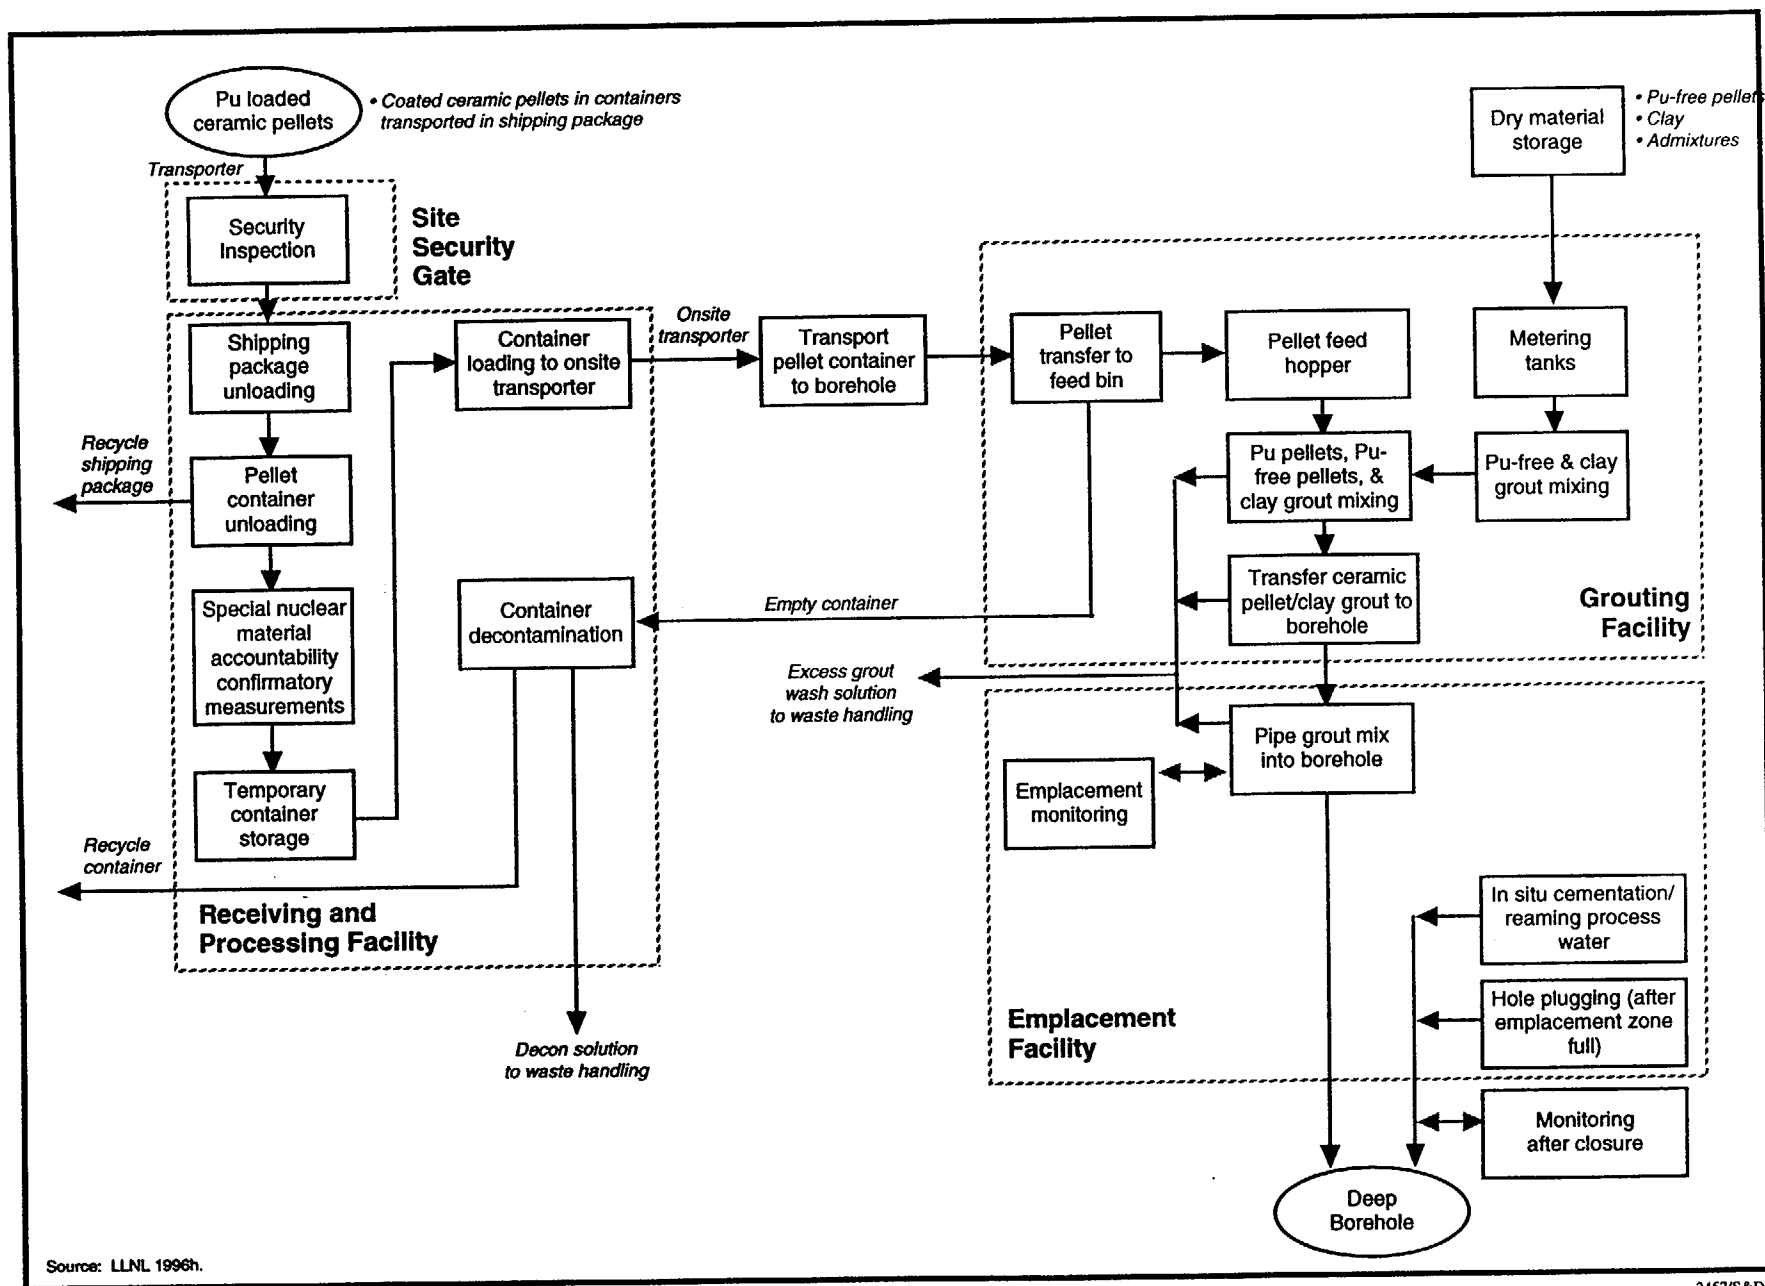 Pu loaded
ceramic pellets
• Coated ceramic pellets in containers
transported in shipping package
Dry material
storage
• Pu-free pellets
• Clay
• Admixtures
Transporter
Security
Inspection
Site
Security
Gate
Shipping
package
unloading
Container
loading to onsite
transporter
Onsite
transporter
Transport
pellet container
to borehole
Pellet
transfer to
feed bin
Pellet feed
hopper
Metering
tanks
Recycle
shipping
package
Pellet
container
unloading
Pu pellets, Pu-
free pellets, &
clay grout mixing
Pu-free & clay
grout mixing
Special nuclear
material
accountability
confirmatory
measurements
Container
decontamination
Empty container
Transfer ceramic
pellet/clay grout to
borehole
Grouting
Facility
Excess grout
wash solution
to waste handling
Pipe grout mix
into borehole
Emplacement
monitoring
Temporary
container
storage
Recycle
container
Receiving and
Processing Facility
In situ cementation/
reaming process
water
Hole plugging (after
emplacement zone
full)
Emplacement
Facility
Decon solution
to waste handling
Monitoring
after closure
Deep
Borehole
Source: LLNL 1996h.